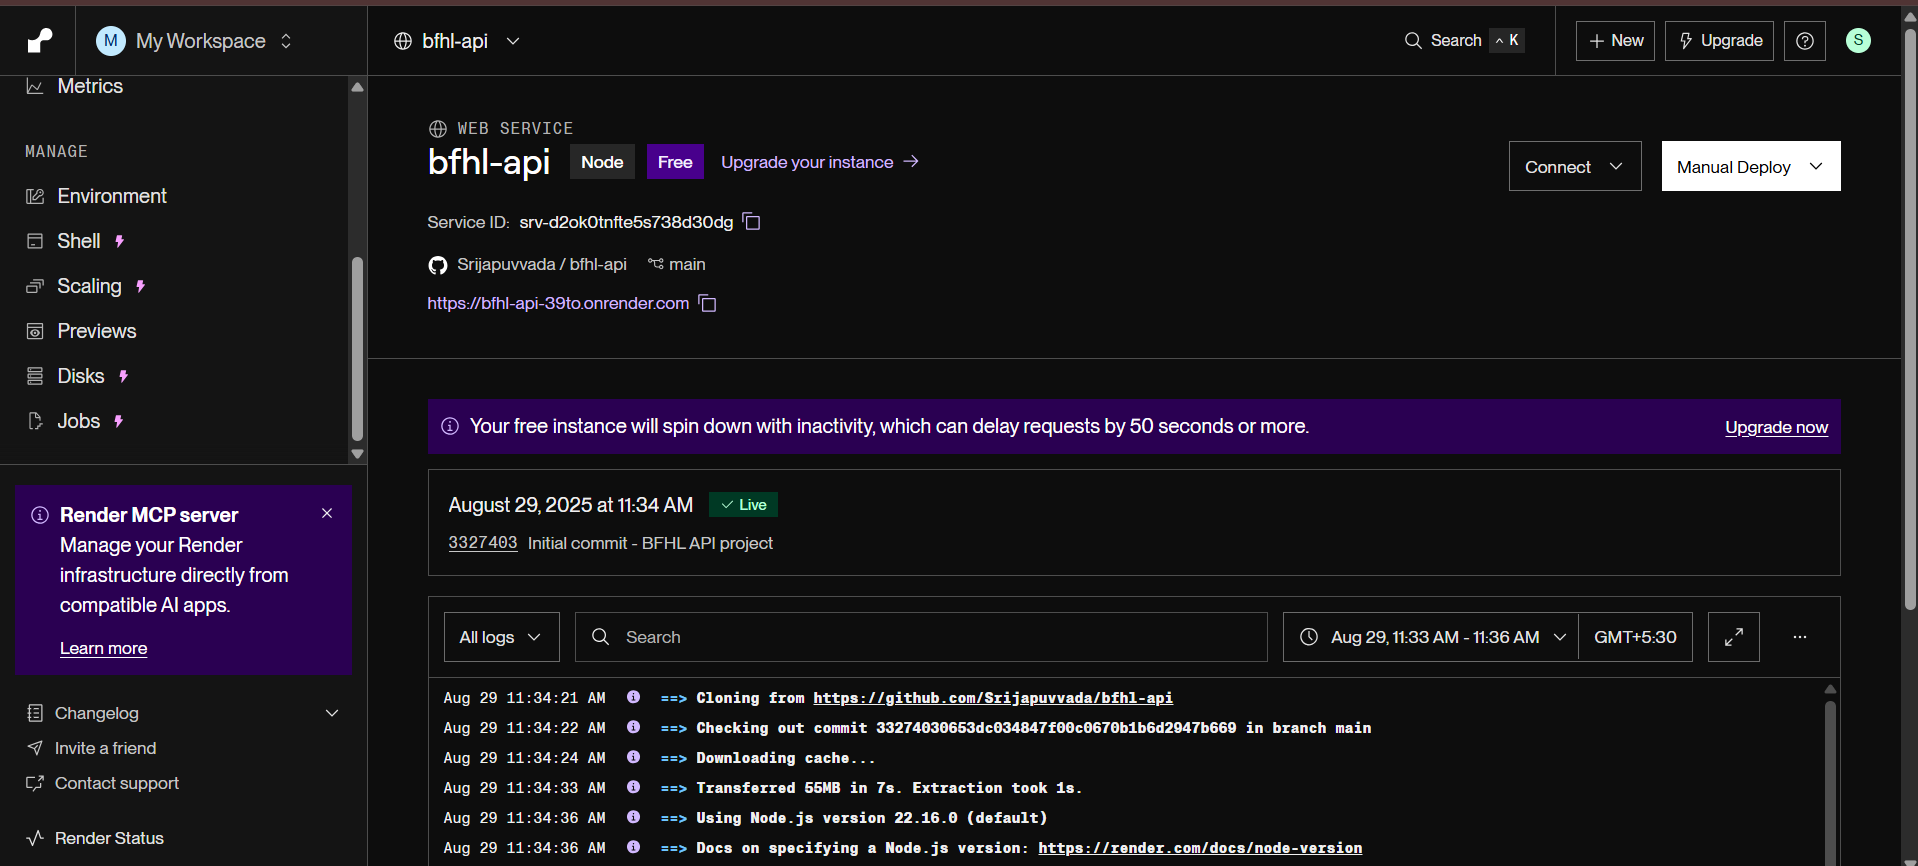 M My Workspace
bfhl-api
Search ^ K
+ New
Upgrade
S
Metrics
MANAGE
Environment
Shell
Scaling
Previews
Disks
Jobs
Render MCP server
Manage your Render
infrastructure directly from
compatible AI apps.
Learn more
Changelog
Invite a friend
Contact support
Render Status
WEB SERVICE
bfhl-api Node Free Upgrade your instance →
Connect
Manual Deploy
Service ID: srv-d2ok0tnfte5s738d30dg
Srijapuvvada / bfhl-api main
https://bfhl-api-39to.onrender.com
Your free instance will spin down with inactivity, which can delay requests by 50 seconds or more. Upgrade now
August 29, 2025 at 11:34 AM ✓ Live
3327403 Initial commit - BFHL API project
All logs Search Aug 29, 11:33 AM - 11:36 AM GMT+5:30 ...
Aug 29 11:34:21 AM ==> Cloning from https://github.com/Srijapuvvada/bfhl-api
Aug 29 11:34:22 AM ==> Checking out commit 33274030653dc034847f00c0670b1b6d2947b669 in branch main
Aug 29 11:34:24 AM ==> Downloading cache...
Aug 29 11:34:33 AM ==> Transferred 55MB in 7s. Extraction took 1s.
Aug 29 11:34:36 AM ==> Using Node.js version 22.16.0 (default)
Aug 29 11:34:36 AM ==> Docs on specifying a Node.js version: https://render.com/docs/node-version